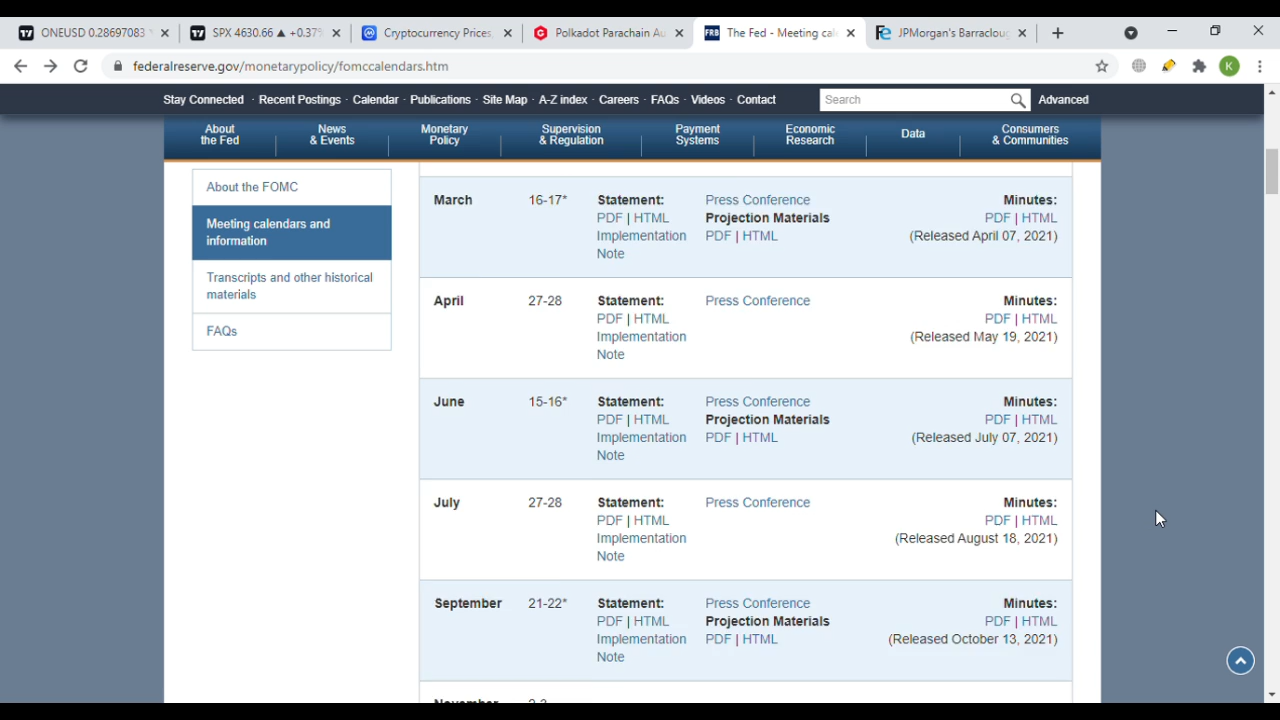 ONEUSD 0.28697083
SPX 4630.66 ▲ +0.37%
Cryptocurrency Prices,
Polkadot Parachain Au
The Fed - Meeting cal
JPMorgan's Barracloug
federalreserve.gov/monetarypolicy/fomccalendars.htm
K
Stay Connected · Recent Postings · Calendar · Publications · Site Map · A-Z index · Careers · FAQs · Videos · Contact
Search
Advanced
About the Fed
News & Events
Monetary Policy
Supervision & Regulation
Payment Systems
Economic Research
Data
Consumers & Communities
About the FOMC
Meeting calendars and
information
Transcripts and other historical
materials
FAQs
March 16-17* Statement: Press Conference Minutes:
PDF | HTML Projection Materials PDF | HTML
Implementation PDF | HTML (Released April 07, 2021)
Note
April 27-28 Statement: Press Conference Minutes:
PDF | HTML PDF | HTML
Implementation (Released May 19, 2021)
Note
June 15-16* Statement: Press Conference Minutes:
PDF | HTML Projection Materials PDF | HTML
Implementation PDF | HTML (Released July 07, 2021)
Note
July 27-28 Statement: Press Conference Minutes:
PDF | HTML PDF | HTML
Implementation (Released August 18, 2021)
Note
September 21-22* Statement: Press Conference Minutes:
PDF | HTML Projection Materials PDF | HTML
Implementation PDF | HTML (Released October 13, 2021)
Note
November 2-3